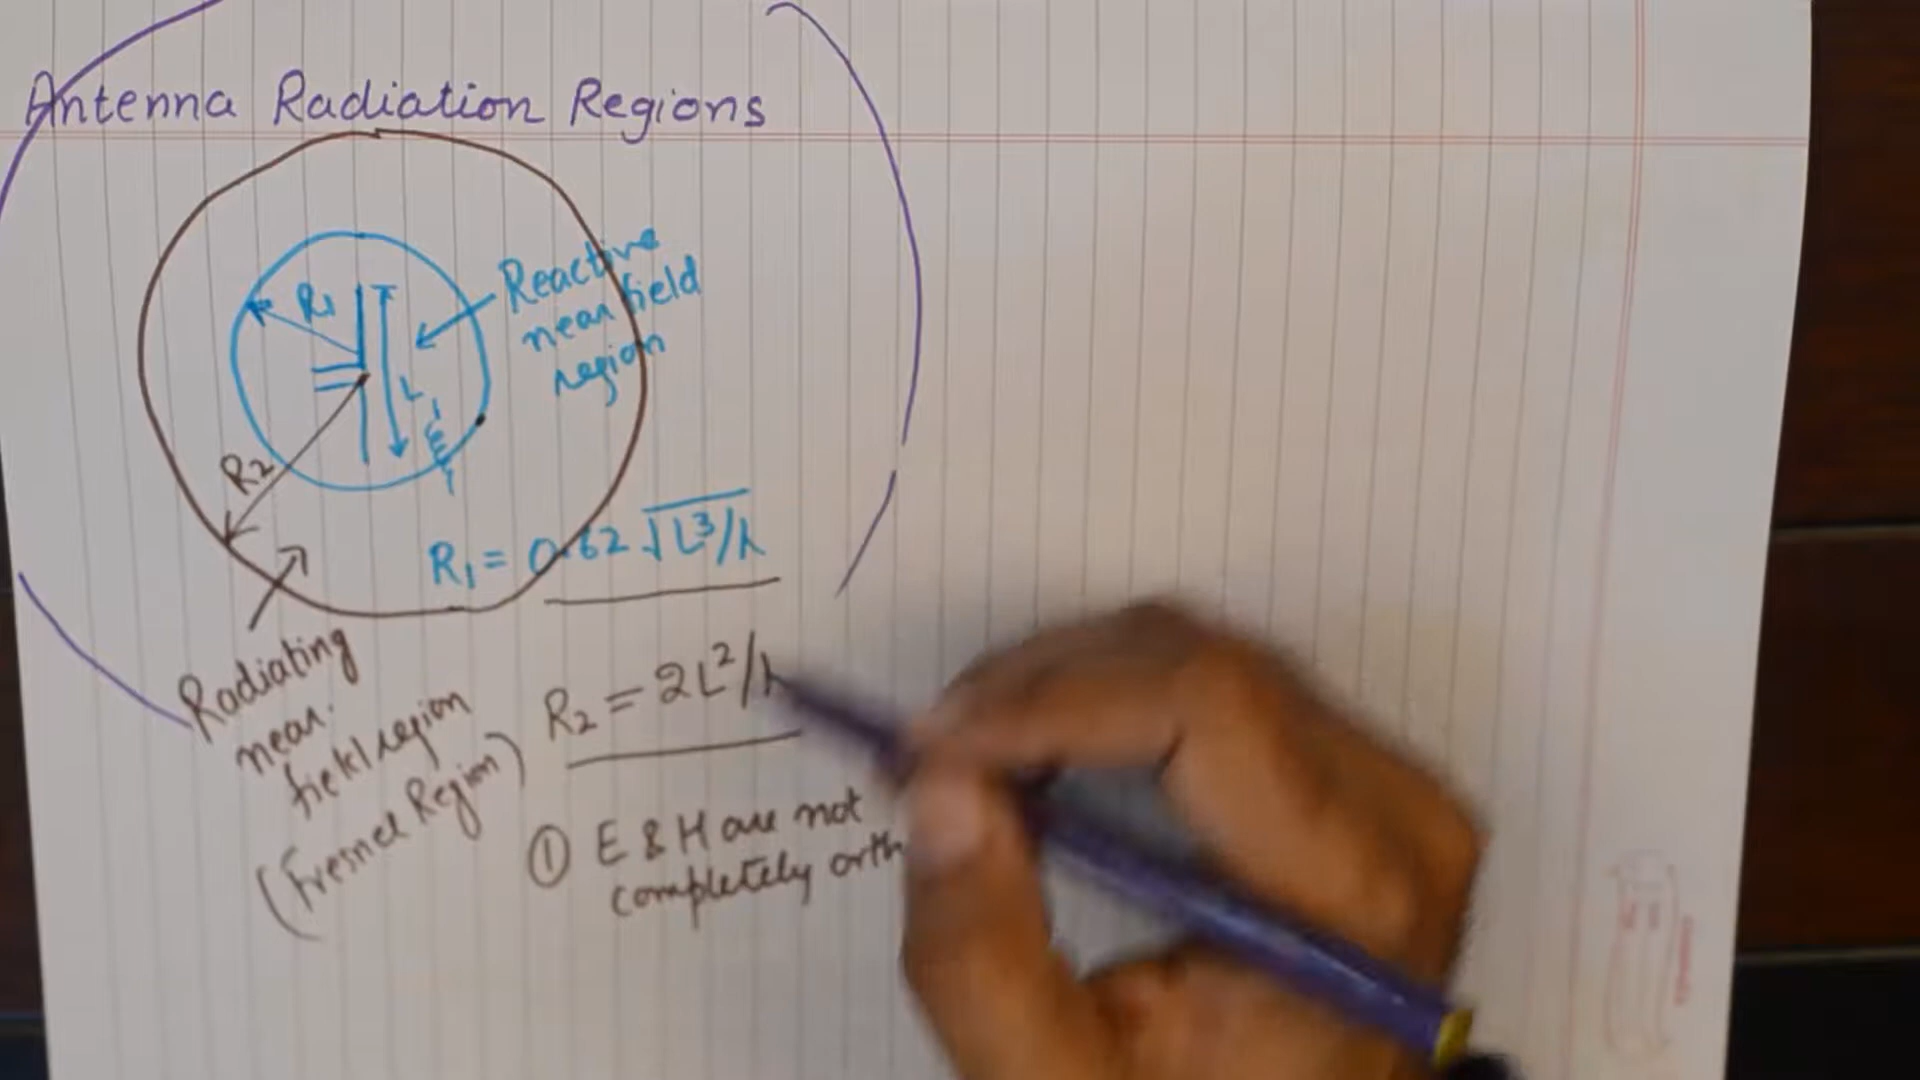 Antenna Radiation Regions
R1
Reactive
near field
region
L
R2
R1 = 0.62 √L³/λ
Radiating
near
field region
(Fresnel Region)
R2 = 2L²/λ
① E & H are not
completely orth